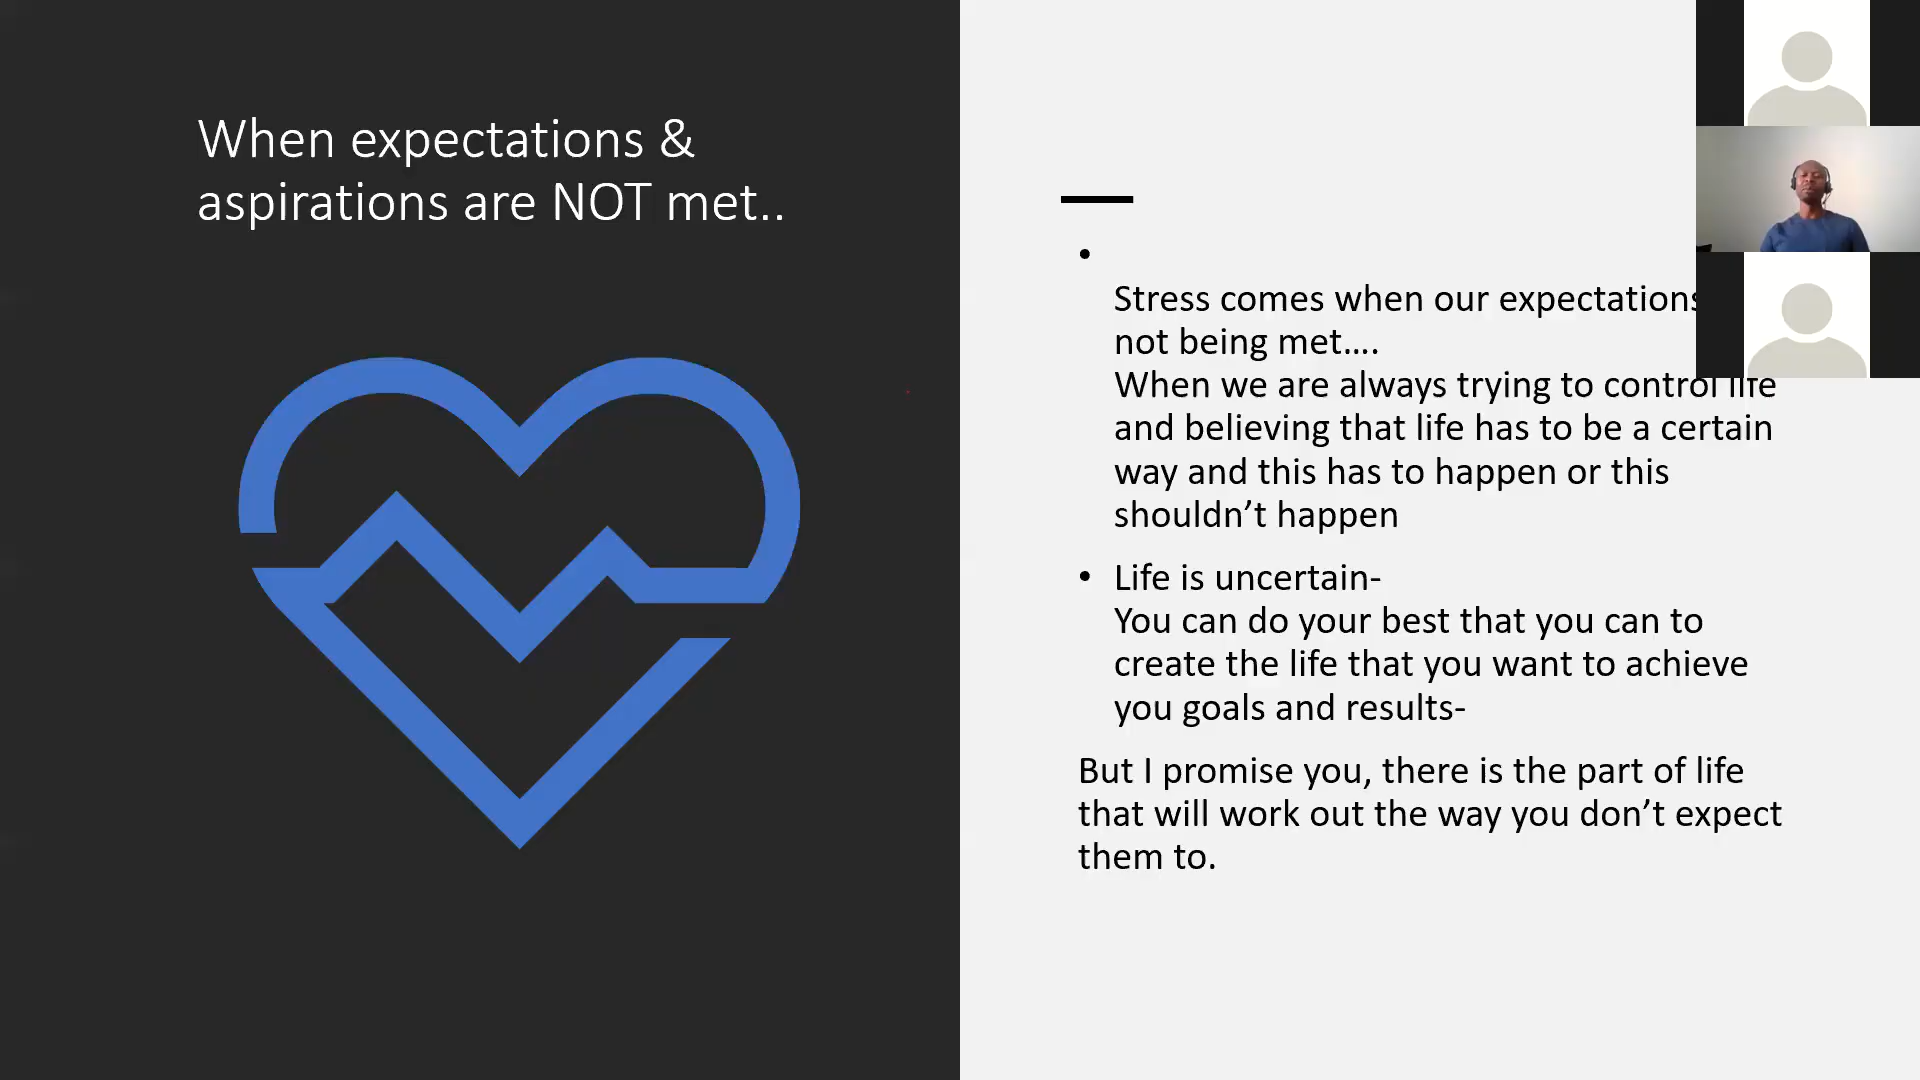 When expectations &
aspirations are NOT met..
•
Stress comes when our expectations
not being met....
When we are always trying to control life
and believing that life has to be a certain
way and this has to happen or this
shouldn’t happen
• Life is uncertain-
You can do your best that you can to
create the life that you want to achieve
you goals and results-
But I promise you, there is the part of life
that will work out the way you don’t expect
them to.